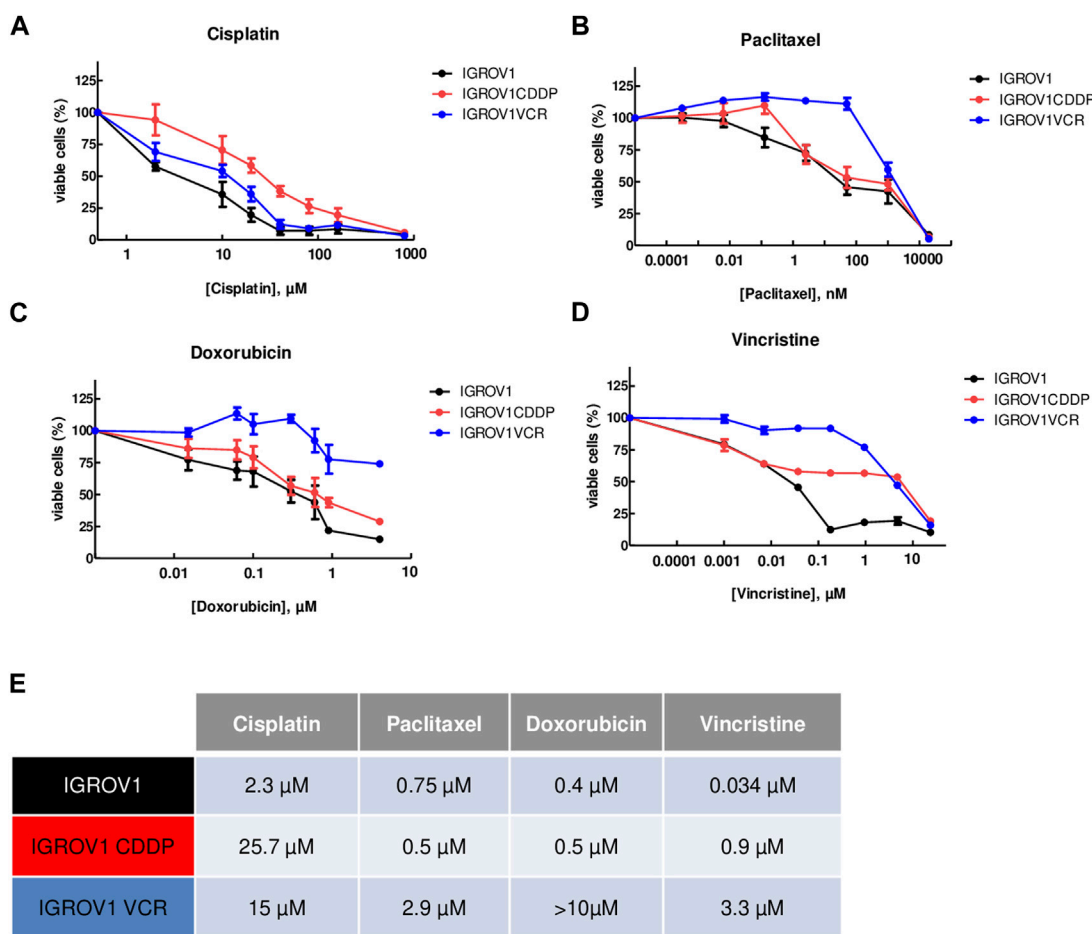 A
Cisplatin
125
100
75
50
25
0
1
10
100
1000
viable cells (%)
[Cisplatin], µM
IGROV1
IGROV1CDDP
IGROV1VCR
B
Paclitaxel
125
100
75
50
25
0
0.0001
0.01
1
100
10000
viable cells (%)
[Paclitaxel], nM
IGROV1
IGROV1CDDP
IGROV1VCR
C
Doxorubicin
125
100
75
50
25
0
0.01
0.1
1
10
viable cells (%)
[Doxorubicin], µM
IGROV1
IGROV1CDDP
IGROV1VCR
D
Vincristine
125
100
75
50
25
0
0.0001
0.001
0.01
0.1
1
10
viable cells (%)
[Vincristine], µM
IGROV1
IGROV1CDDP
IGROV1VCR
E
Cisplatin Paclitaxel Doxorubicin Vincristine
IGROV1 2.3 µM 0.75 µM 0.4 µM 0.034 µM
IGROV1 CDDP 25.7 µM 0.5 µM 0.5 µM 0.9 µM
IGROV1 VCR 15 µM 2.9 µM >10µM 3.3 µM